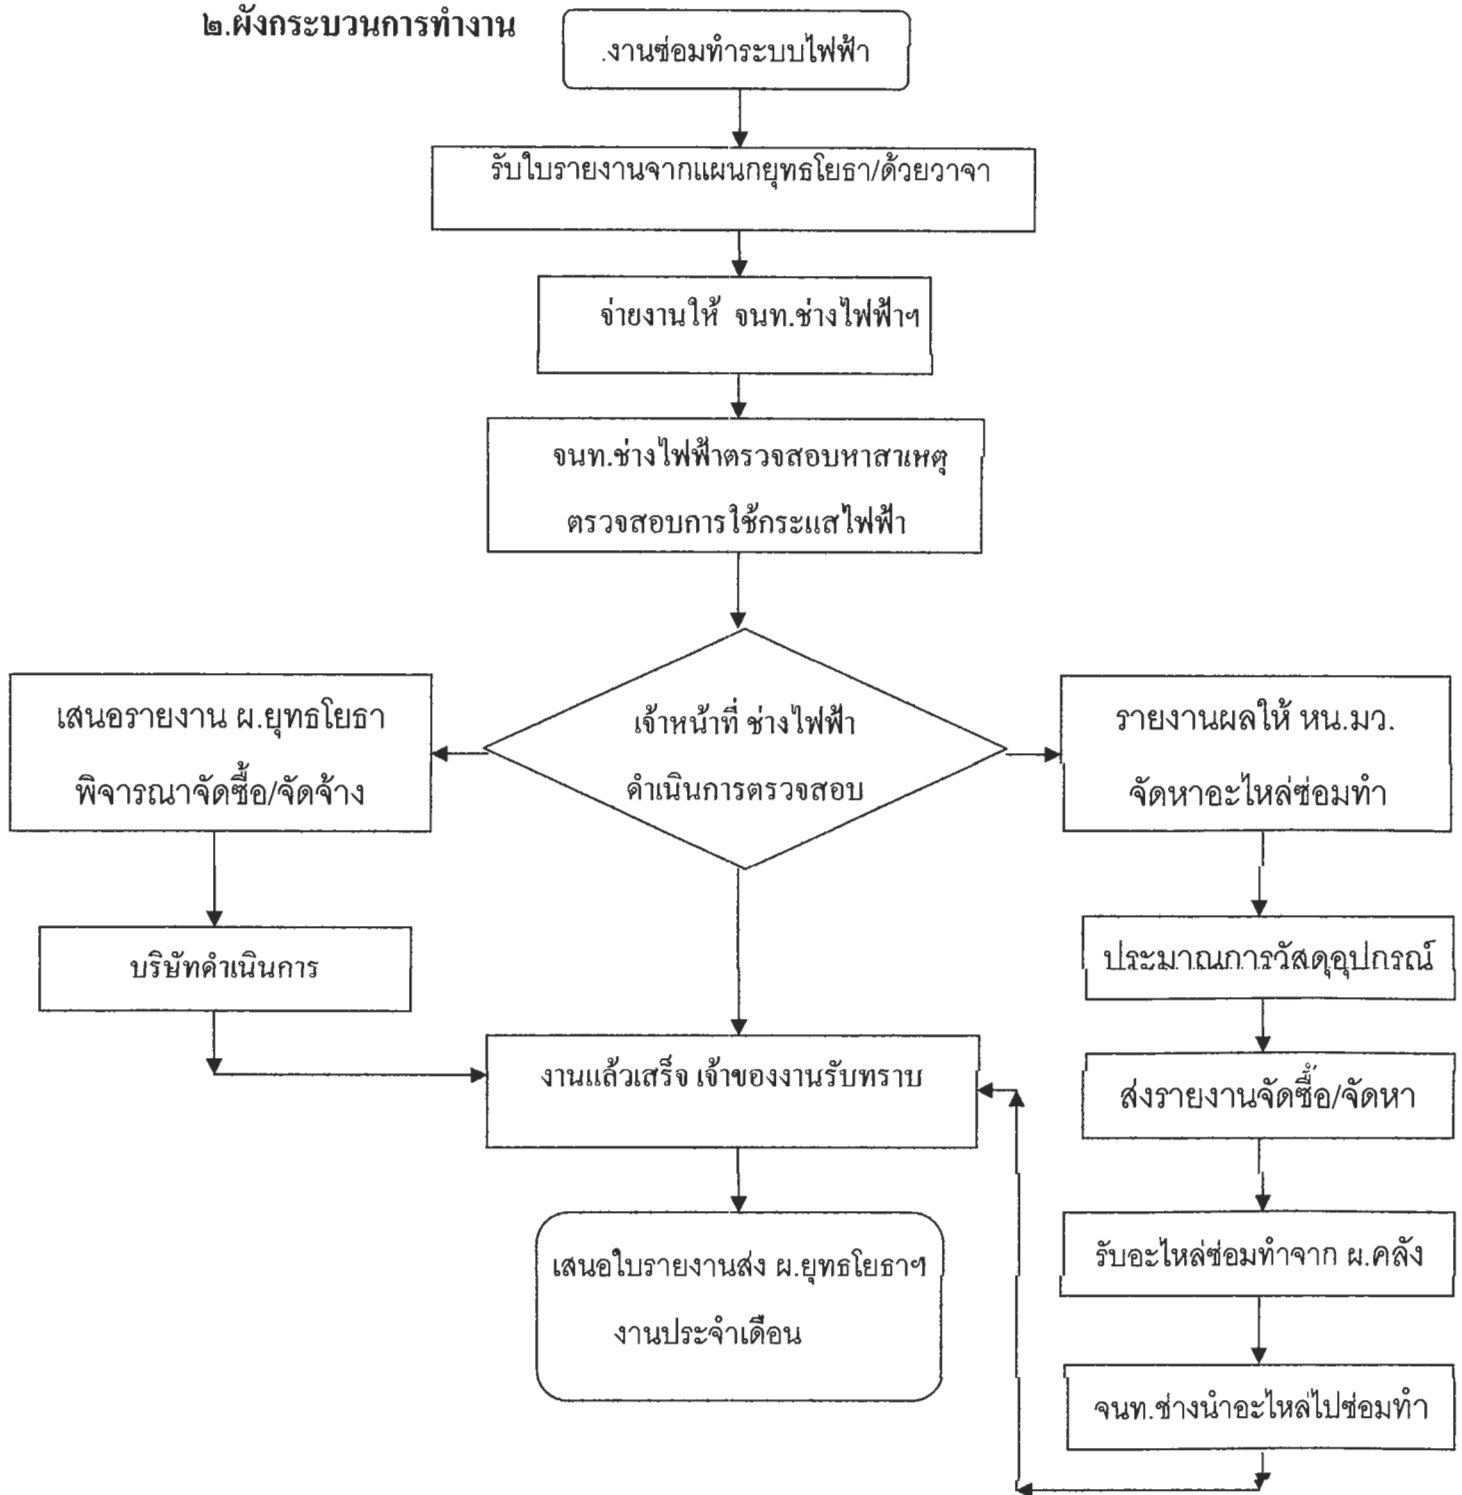 ๒.ผังกระบวนการทำงาน
.งานซ่อมทำระบบไฟฟ้า
รับใบรายงานจากแผนกยุทธโยธา/ด้วยวาจา
จ่ายงานให้ จนท.ช่างไฟฟ้าฯ
จนท.ช่างไฟฟ้าตรวจสอบหาสาเหตุ
ตรวจสอบการใช้กระแสไฟฟ้า
เจ้าหน้าที่ ช่างไฟฟ้า
ดำเนินการตรวจสอบ
เสนอรายงาน ผ.ยุทธโยธา
พิจารณาจัดซื้อ/จัดจ้าง
บริษัทดำเนินการ
รายงานผลให้ หน.มว.
จัดหาอะไหล่ซ่อมทำ
ประมาณการวัสดุอุปกรณ์
ส่งรายงานจัดซื้อ/จัดหา
รับอะไหล่ซ่อมทำจาก ผ.คลัง
จนท.ช่างนำอะไหล่ไปซ่อมทำ
งานแล้วเสร็จ เจ้าของงานรับทราบ
เสนอใบรายงานส่ง ผ.ยุทธโยธาฯ
งานประจำเดือน